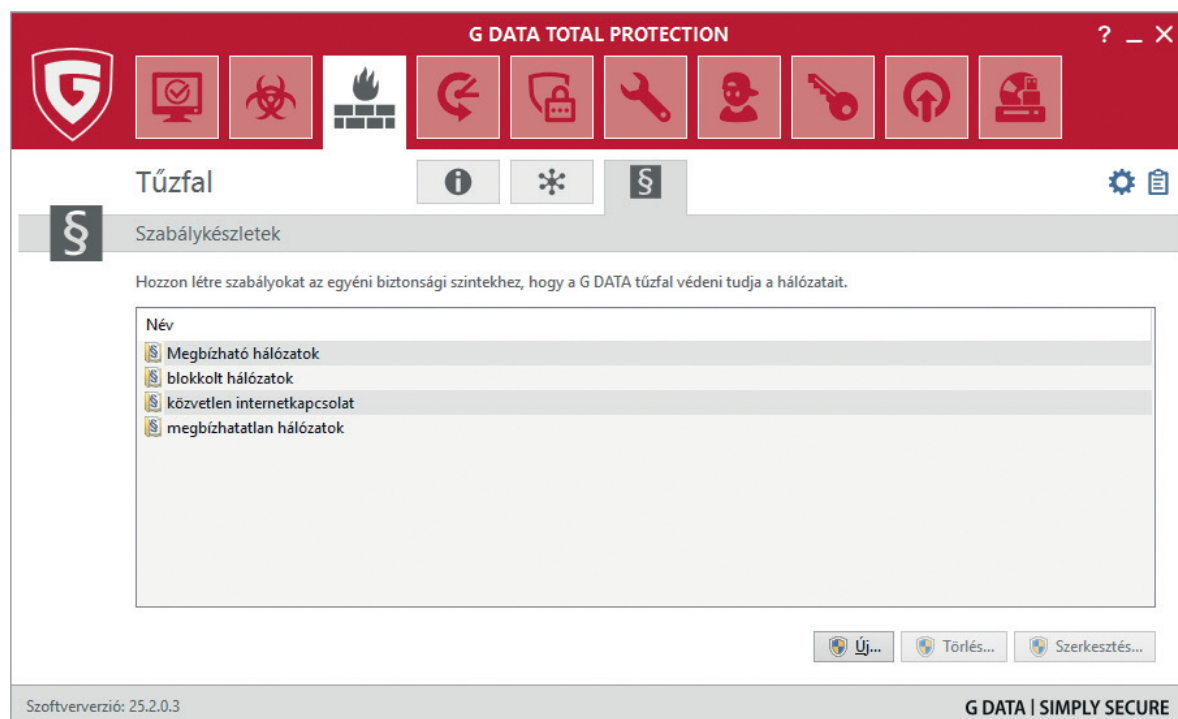 G DATA TOTAL PROTECTION
Tűzfal
Szabálykészletek
Hozzon létre szabályokat az egyéni biztonsági szintekhez, hogy a G DATA tűzfal védeni tudja a hálózatait.
Név
Megbízható hálózatok
blokkolt hálózatok
közvetlen internetkapcsolat
megbízhatatlan hálózatok
Új... Törlés... Szerkesztés...
Szoftververzió: 25.2.0.3 G DATA | SIMPLY SECURE